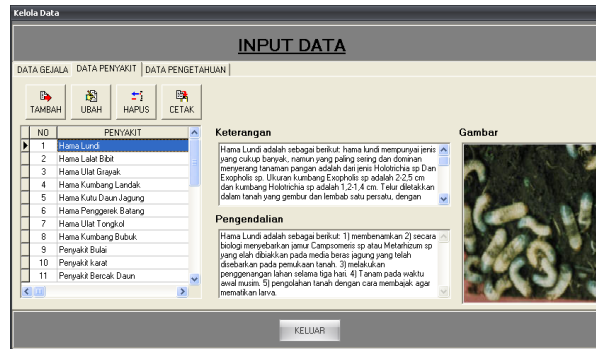 Kelola Data
INPUT DATA
DATA GEJALA DATA PENYAKIT DATA PENGETAHUAN
TAMBAH UBAH HAPUS CETAK
NO PENYAKIT
1 Hama Lundi
2 Hama Lalat Bibit
3 Hama Ulat Grayak
4 Hama Kumbang Landak
5 Hama Kutu Daun Jagung
6 Hama Penggerek Batang
7 Hama Ulat Tongkol
8 Hama Kumbang Bubuk
9 Penyakit Bulai
10 Penyakit karat
11 Penyakit Bercak Daun
Keterangan
Hama Lundi adalah sebagai berikut: hama lundi mempunyai jenis
yang cukup banyak, namun yang paling sering dan dominan
menyerang tanaman pangan adalah dari jenis Holotrichia sp Dan
Exopholis sp. Ukuran kumbang Exopholis sp adalah 2-2,5 cm
dan kumbang Holotrichia sp adalah 1,2-1,4 cm. Telur diletakkan
dalam tanah yang gembur dan lembab satu persatu, dengan
Pengendalian
Hama Lundi adalah sebagai berikut: 1) membenamkan 2) secara
biologi menyebarkan jamur Campsomeris sp atau Metarhizum sp
yang elah dibiakkan pada media beras jagung yang telah
disebarkan pada pemukaan tanah. 3) melakukan
penggenangan lahan selama tiga hari. 4) Tanam pada waktu
awal musim. 5) pengolahan tanah dengan cara membajak agar
mematikan larva.
Gambar
KELUAR